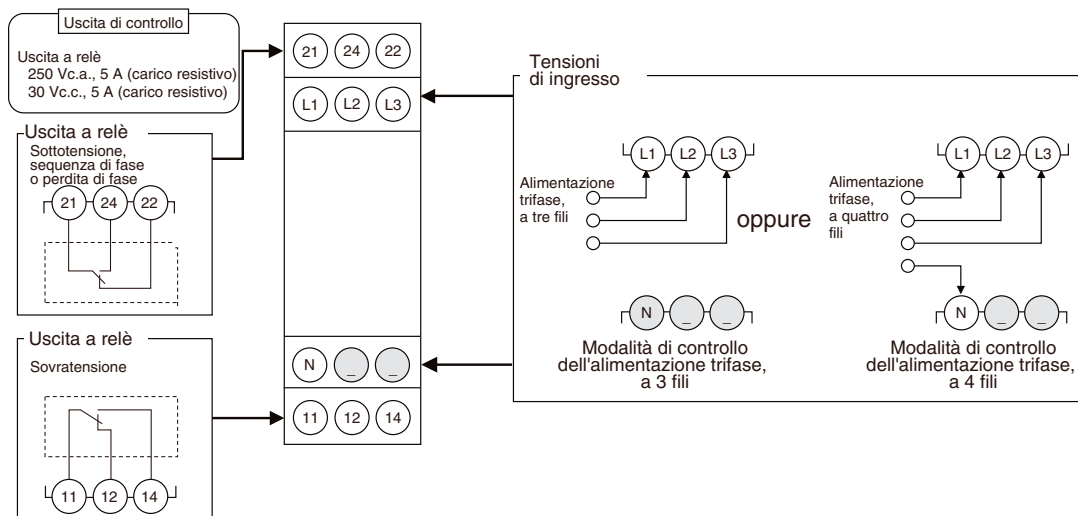 Uscita di controllo
Uscita a relè
250 Vc.a., 5 A (carico resistivo)
30 Vc.c., 5 A (carico resistivo)
Uscita a relè
Sottotensione,
sequenza di fase
o perdita di fase
21 24 22
Uscita a relè
Sovratensione
11 12 14
21 24 22
L1 L2 L3
N _ _
11 12 14
Tensioni
di ingresso
L1 L2 L3
Alimentazione
trifase,
a tre fili
N _ _
Modalità di controllo
dell'alimentazione trifase,
a 3 fili
oppure
L1 L2 L3
Alimentazione
trifase,
a quattro
fili
N _ _
Modalità di controllo
dell'alimentazione trifase,
a 4 fili